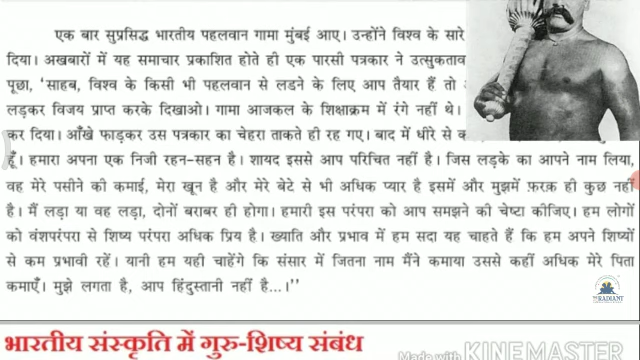 एक बार सुप्रसिद्ध भारतीय पहलवान गामा मुंबई आए। उन्होंने विश्व के सारे
दिया। अखबारों में यह समाचार प्रकाशित होते ही एक पारसी पत्रकार ने
पूछा, ‘साहब, विश्व के किसी भी पहलवान से लडने के लिए आप तैयार हैं तो
लड़कर विजय प्राप्त करके दिखाओ। गामा आजकल के शिक्षाक्रम में रंगे नहीं थे।
कर दिया। आँखे फाड़कर उस पत्रकार का चेहरा ताकते ही रह गए। बाद में धीरे से
हूँ। हमारा अपना एक निजी रहन-सहन है। शायद इससे आप परिचित नहीं है। जिस लड़के का आपने नाम लिया,
वह मेरे पसीने की कमाई, मेरा खून है और मेरे बेटे से भी अधिक प्यार है इसमें और मुझमें फ़रक़ ही कुछ नहीं
है। मैं लड़ा या वह लड़ा, दोनों बराबर ही होगा। हमारी इस परंपरा को आप समझने की चेष्टा कीजिए। हम लोगों
को वंशपरंपरा से शिष्य परंपरा अधिक प्रिय है। ख्याति और प्रभाव में हम सदा यह चाहते हैं कि हम अपने शिष्यों
से कम प्रभावी रहें। यानी हम यही चाहेंगे कि संसार में जितना नाम मैंने कमाया उससे कहीं अधिक मेरे पिता
कमाएँ। मुझे लगता है, आप हिंदुस्तानी नहीं है...।’’
THE RADIANT
भारतीय संस्कृति में गुरु-शिष्य संबंध
Made with KINEMASTER